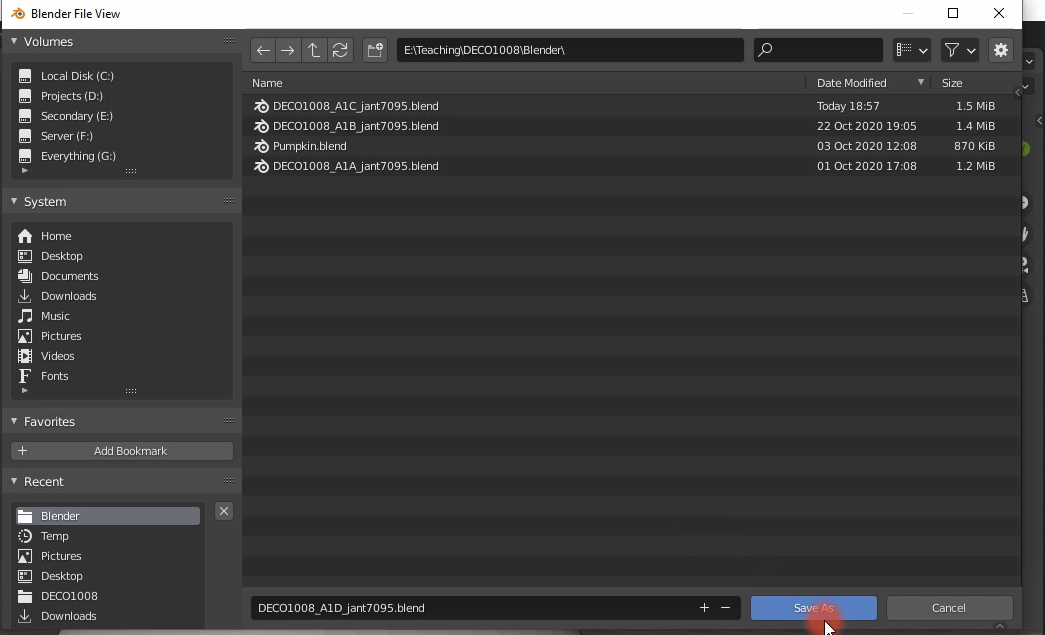 Blender File View
Volumes
Local Disk (C:)
Projects (D:)
Secondary (E:)
Server (F:)
Everything (G:)
System
Home
Desktop
Documents
Downloads
Music
Pictures
Videos
Fonts
Favorites
Add Bookmark
Recent
Blender
Temp
Pictures
Desktop
DECO1008
Downloads
E:\Teaching\DECO1008\Blender\
Name Date Modified Size
DECO1008_A1C_jant7095.blend Today 18:57 1.5 MiB
DECO1008_A1B_jant7095.blend 22 Oct 2020 19:05 1.4 MiB
Pumpkin.blend 03 Oct 2020 12:08 870 KiB
DECO1008_A1A_jant7095.blend 01 Oct 2020 17:08 1.2 MiB
DECO1008_A1D_jant7095.blend
Save As
Cancel